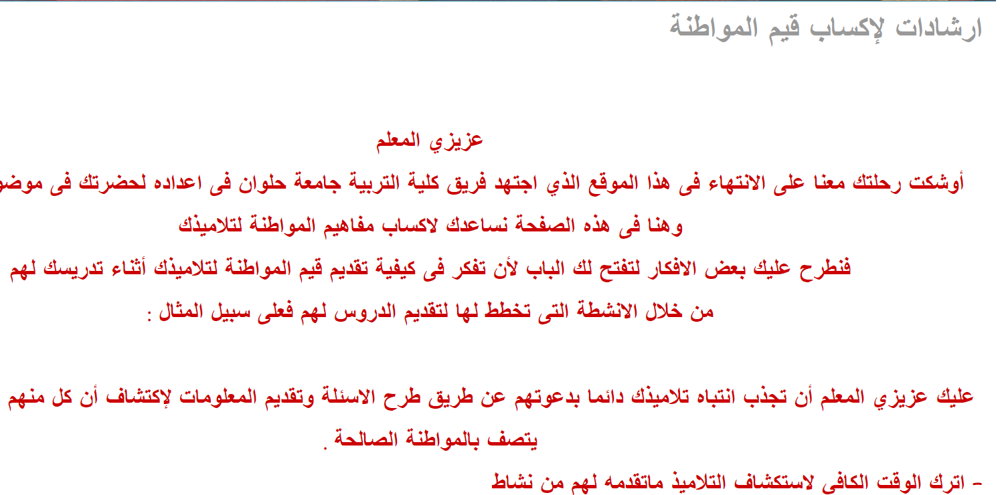 ارشادات لإكساب قيم المواطنة
عزيزي المعلم
أوشكت رحلتك معنا على الانتهاء فى هذا الموقع الذي اجتهد فريق كلية التربية جامعة حلوان فى اعداده لحضرتك فى
وهنا فى هذه الصفحة نساعدك لاكساب مفاهيم المواطنة لتلاميذك
فنطرح عليك بعض الافكار لتفتح لك الباب لأن تفكر فى كيفية تقديم قيم المواطنة لتلاميذك أثناء تدريسك لهم
من خلال الانشطة التى تخطط لها لتقديم الدروس لهم فعلى سبيل المثال :
عليك عزيزي المعلم أن تجذب انتباه تلاميذك دائما بدعوتهم عن طريق طرح الاسئلة وتقديم المعلومات لإكتشاف أن كل منهم
يتصف بالمواطنة الصالحة .
- اترك الوقت الكافى لاستكشاف التلاميذ ماتقدمه لهم من نشاط